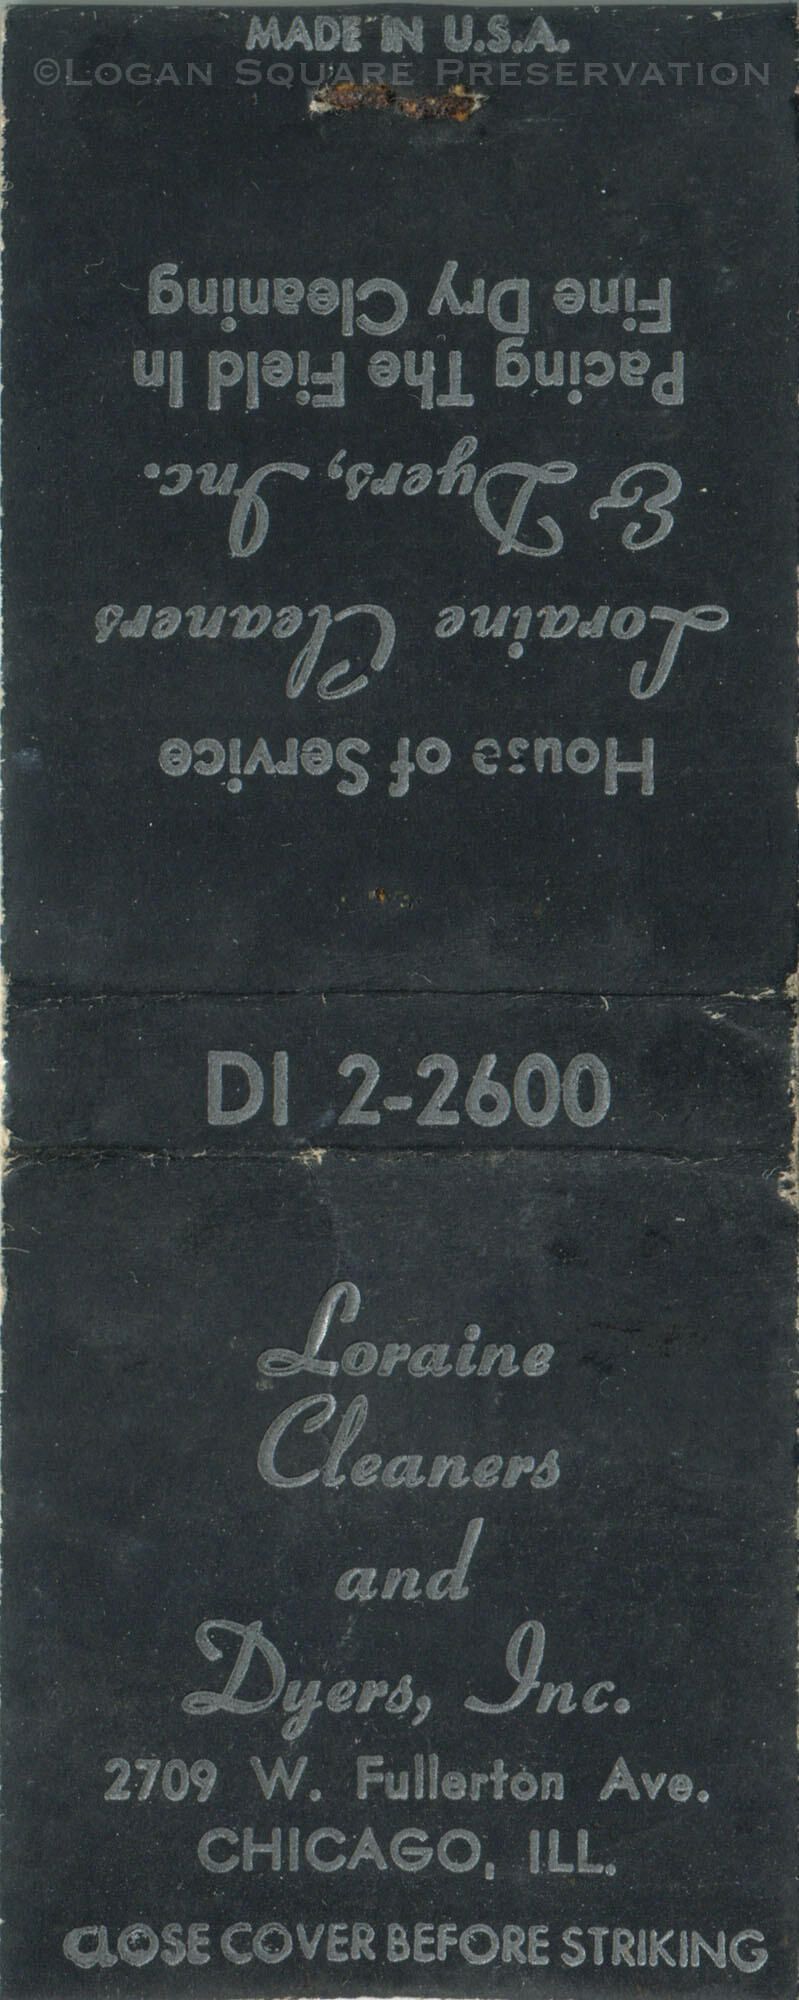 MADE IN U.S.A.
©LOGAN SQUARE PRESERVATION
House of Service
Loraine Cleaners
& Dyers, Inc.
Pacing The Field In
Fine Dry Cleaning
DI 2-2600
Loraine
Cleaners
and
Dyers, Inc.
2709 W. Fullerton Ave.
CHICAGO, ILL.
CLOSE COVER BEFORE STRIKING